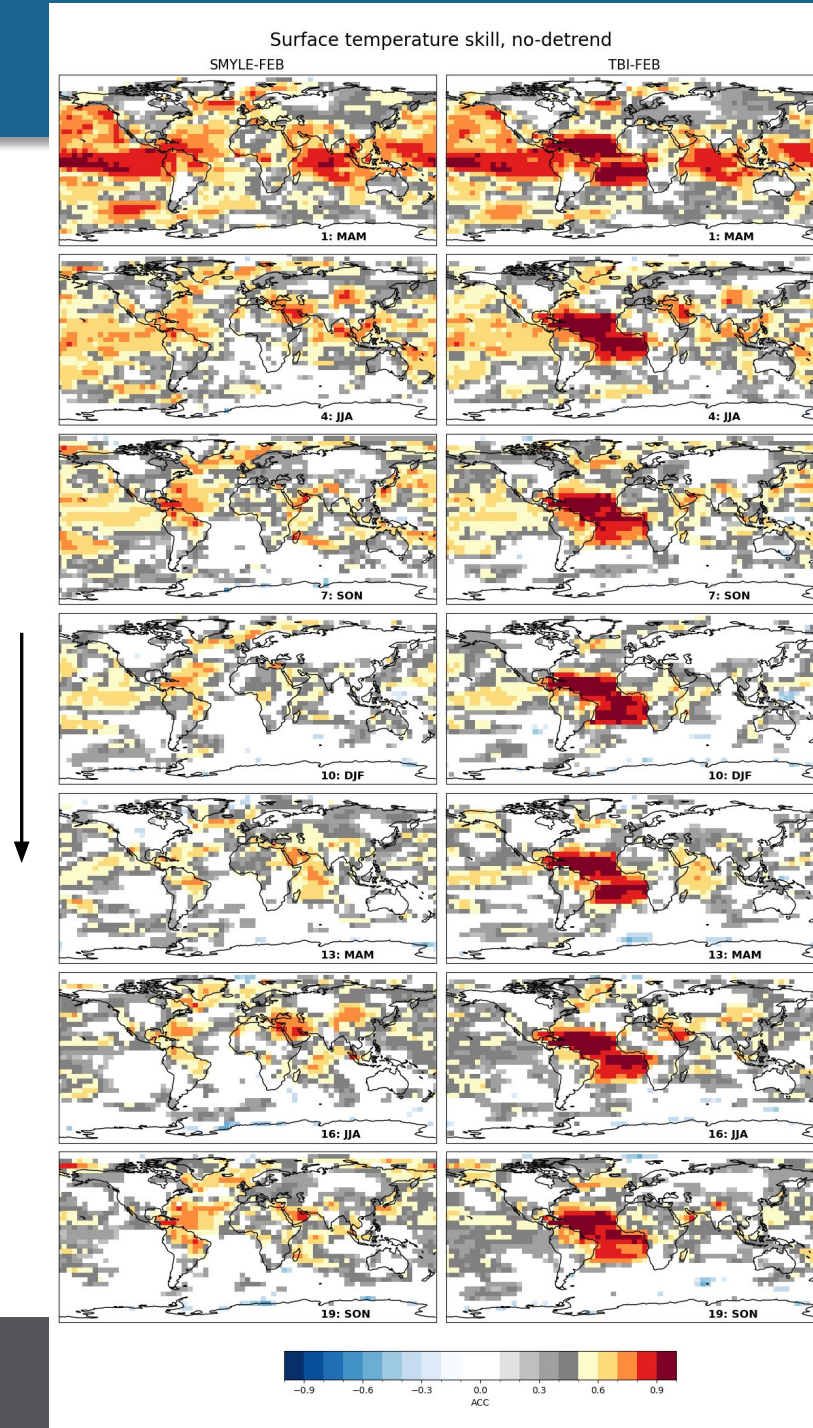 Surface temperature skill, no-detrend
SMYLE-FEB
TBI-FEB
1: MAM
1: MAM
4: JJA
4: JJA
7: SON
7: SON
10: DJF
10: DJF
13: MAM
13: MAM
16: JJA
16: JJA
19: SON
19: SON
−0.9 −0.6 −0.3 0.0 0.3 0.6 0.9
ACC